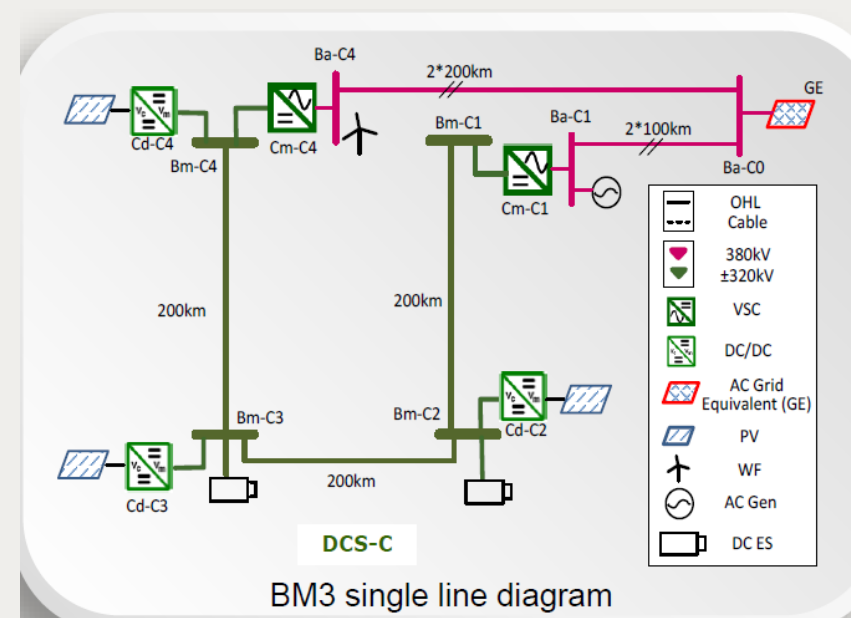 Ba-C4
2*200km
GE
Cd-C4
Bm-C4
Cm-C4
Bm-C1
Ba-C1
2*100km
Cm-C1
Ba-C0
OHL
Cable
380kV
±320kV
VSC
DC/DC
AC Grid
Equivalent (GE)
PV
WF
AC Gen
DC ES
200km
200km
Bm-C3
Bm-C2
Cd-C2
Cd-C3
200km
DCS-C
BM3 single line diagram